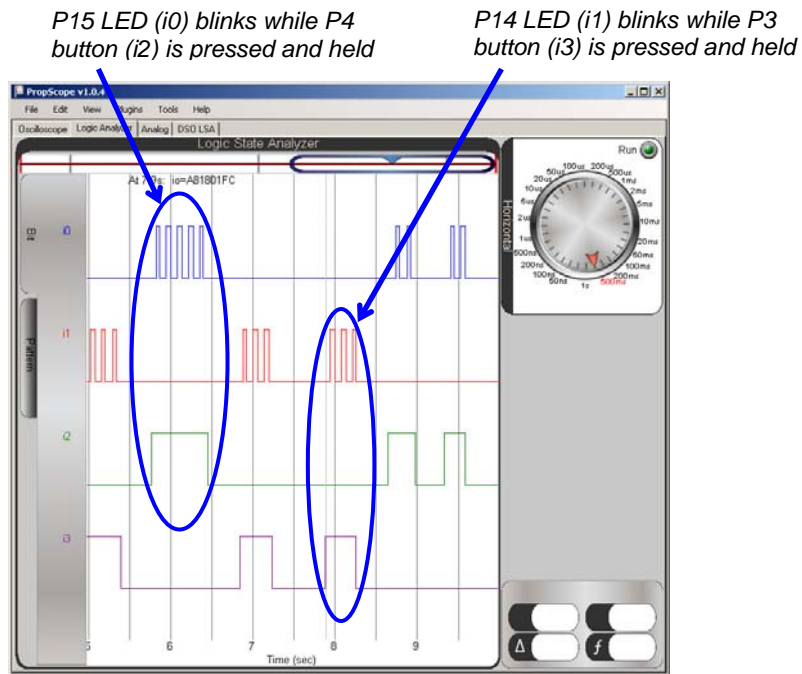 P15 LED (i0) blinks while P4
button (i2) is pressed and held
P14 LED (i1) blinks while P3
button (i3) is pressed and held
PropScope v1.0.4
File Edit View Plugins Tools Help
Oscilloscope Logic Analyzer Analog DSO LSA
Logic State Analyzer
io=A81801FC
Bit
Pattern
i0
i1
i2
i3
6 7 8 9
Time (sec)
Run
Horizontal
100us 200us
50us 500us
20us 1ms
10us 2ms
5us 5ms
2us 10ms
1us 20ms
500ns
200ns 100ms
100ns 200ms
50ns 1s 500ms
Δ
f